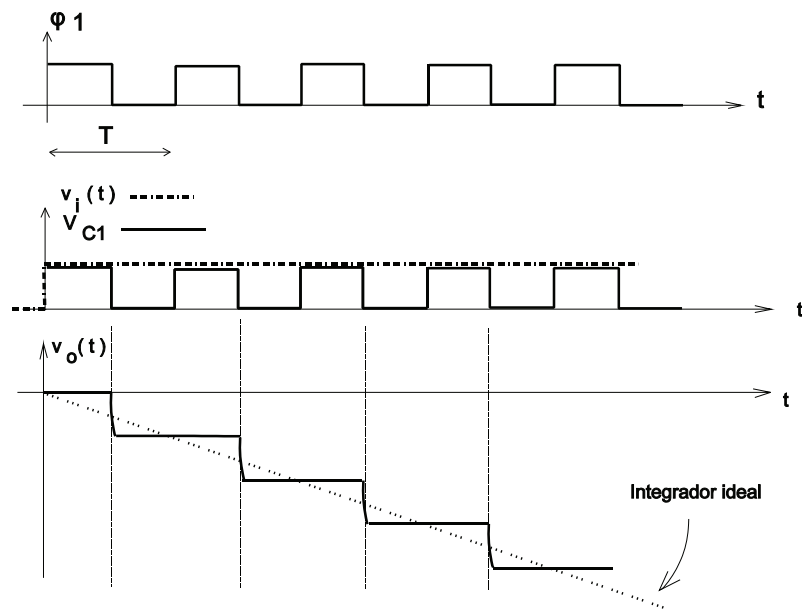 φ 1
t
T
v i (t)
V C1
t
v o (t)
t
Integrador ideal